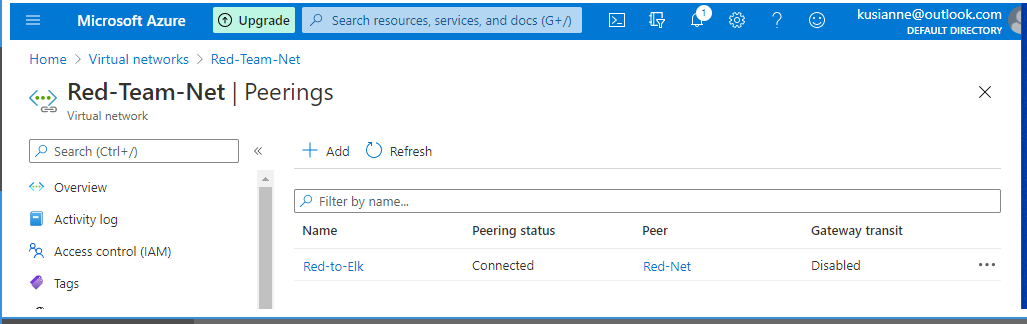 Microsoft Azure
Upgrade
Search resources, services, and docs (G+/)
1
kusianne@outlook.com
DEFAULT DIRECTORY
Home > Virtual networks > Red-Team-Net
Red-Team-Net | Peerings
Virtual network
Search (Ctrl+/)
«
Add
Refresh
Overview
Activity log
Access control (IAM)
Tags
Filter by name...
Name Peering status Peer Gateway transit
Red-to-Elk Connected Red-Net Disabled